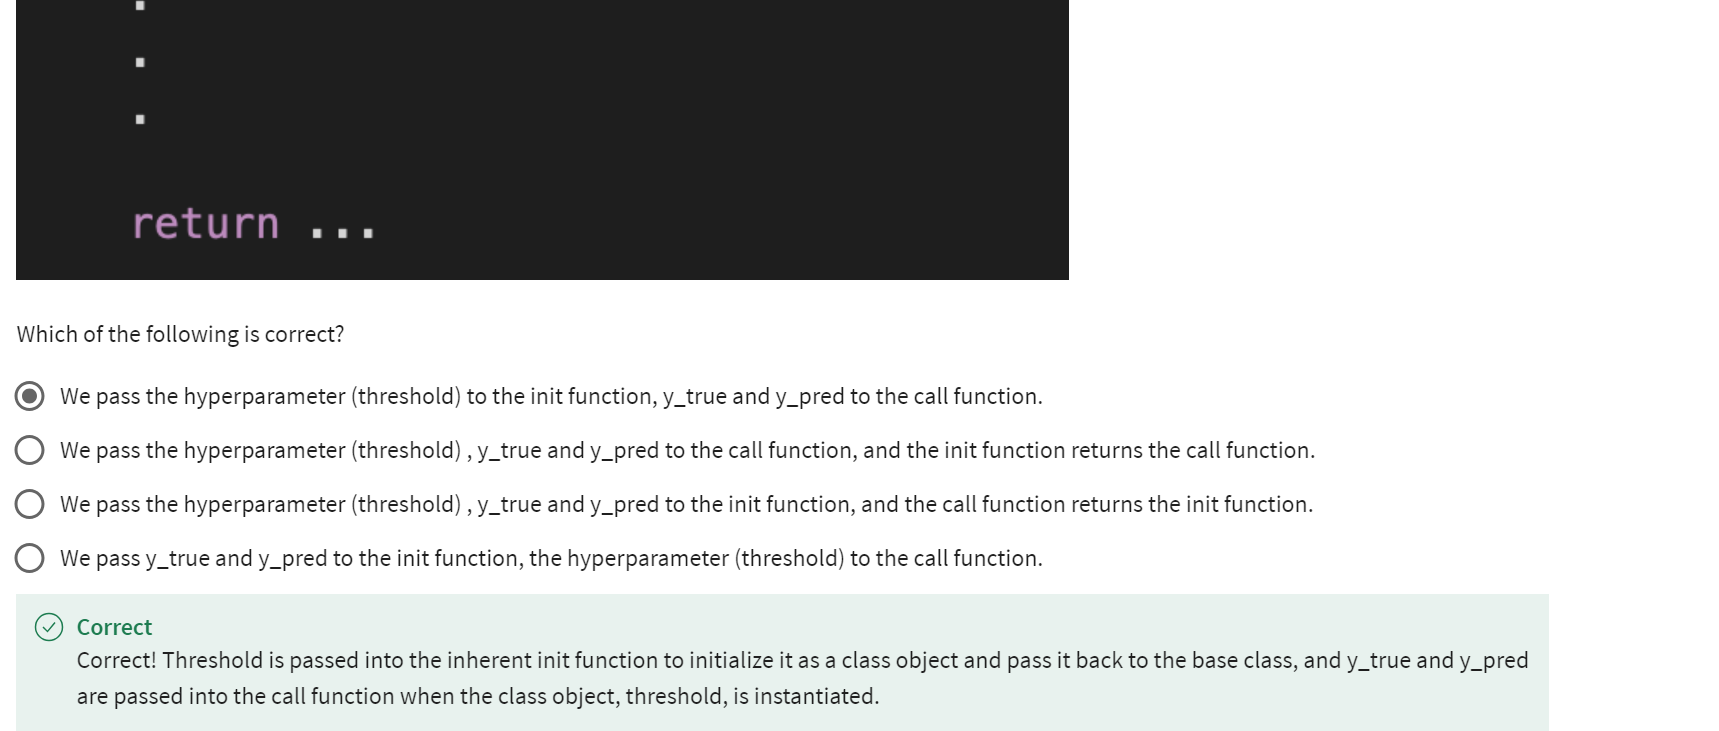 .
.
.
return ...
Which of the following is correct?
We pass the hyperparameter (threshold) to the init function, y_true and y_pred to the call function.
We pass the hyperparameter (threshold) , y_true and y_pred to the call function, and the init function returns the call function.
We pass the hyperparameter (threshold) , y_true and y_pred to the init function, and the call function returns the init function.
We pass y_true and y_pred to the init function, the hyperparameter (threshold) to the call function.
Correct
Correct! Threshold is passed into the inherent init function to initialize it as a class object and pass it back to the base class, and y_true and y_pred
are passed into the call function when the class object, threshold, is instantiated.